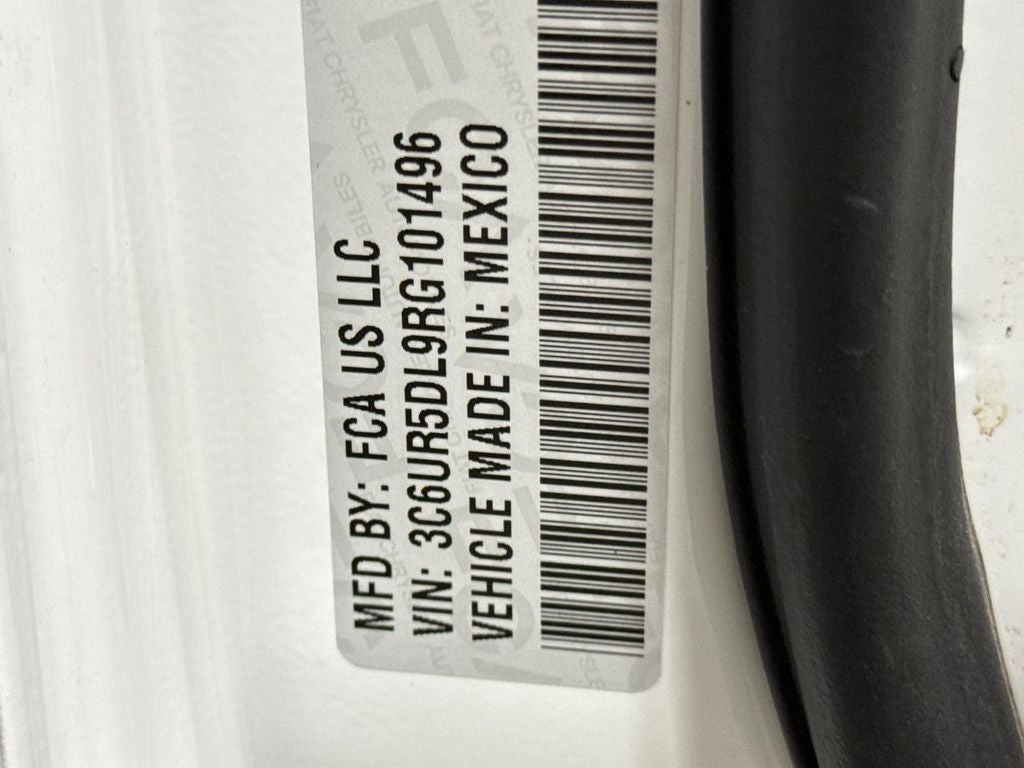 MFD BY: FCA US LLC
VIN: 3C6UR5DL9RG101496
VEHICLE MADE IN: MEXICO